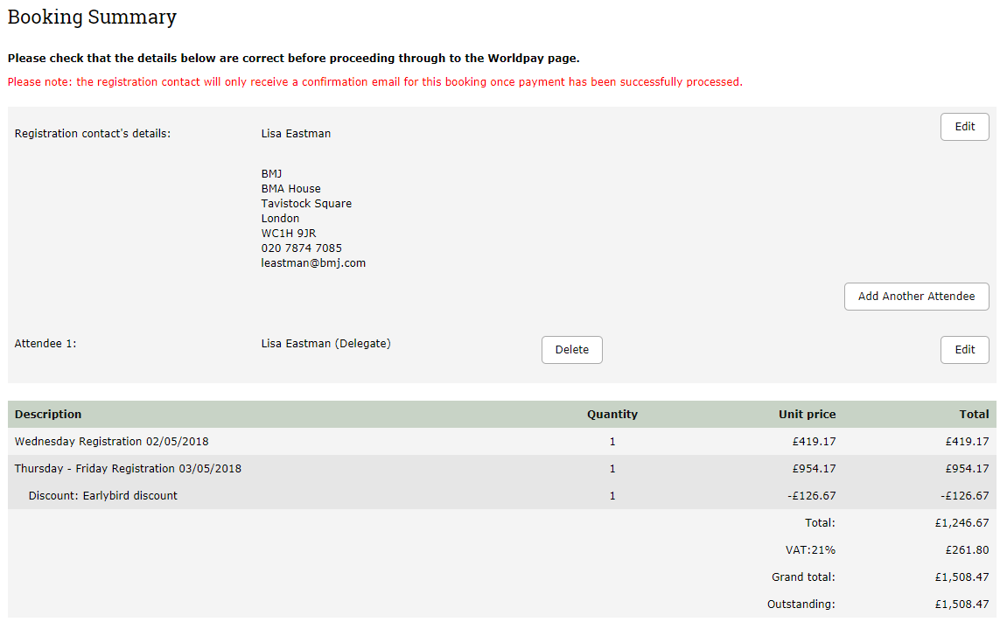 Booking Summary
Please check that the details below are correct before proceeding through to the Worldpay page.
Please note: the registration contact will only receive a confirmation email for this booking once payment has been successfully processed.
Registration contact's details: Lisa Eastman Edit
BMJ
BMA House
Tavistock Square
London
WC1H 9JR
020 7874 7085
leastman@bmj.com
Add Another Attendee
Attendee 1: Lisa Eastman (Delegate) Delete Edit
Description Quantity Unit price Total
Wednesday Registration 02/05/2018 1 £419.17 £419.17
Thursday - Friday Registration 03/05/2018 1 £954.17 £954.17
Discount: Earlybird discount 1 -£126.67 -£126.67
Total: £1,246.67
VAT:21% £261.80
Grand total: £1,508.47
Outstanding: £1,508.47